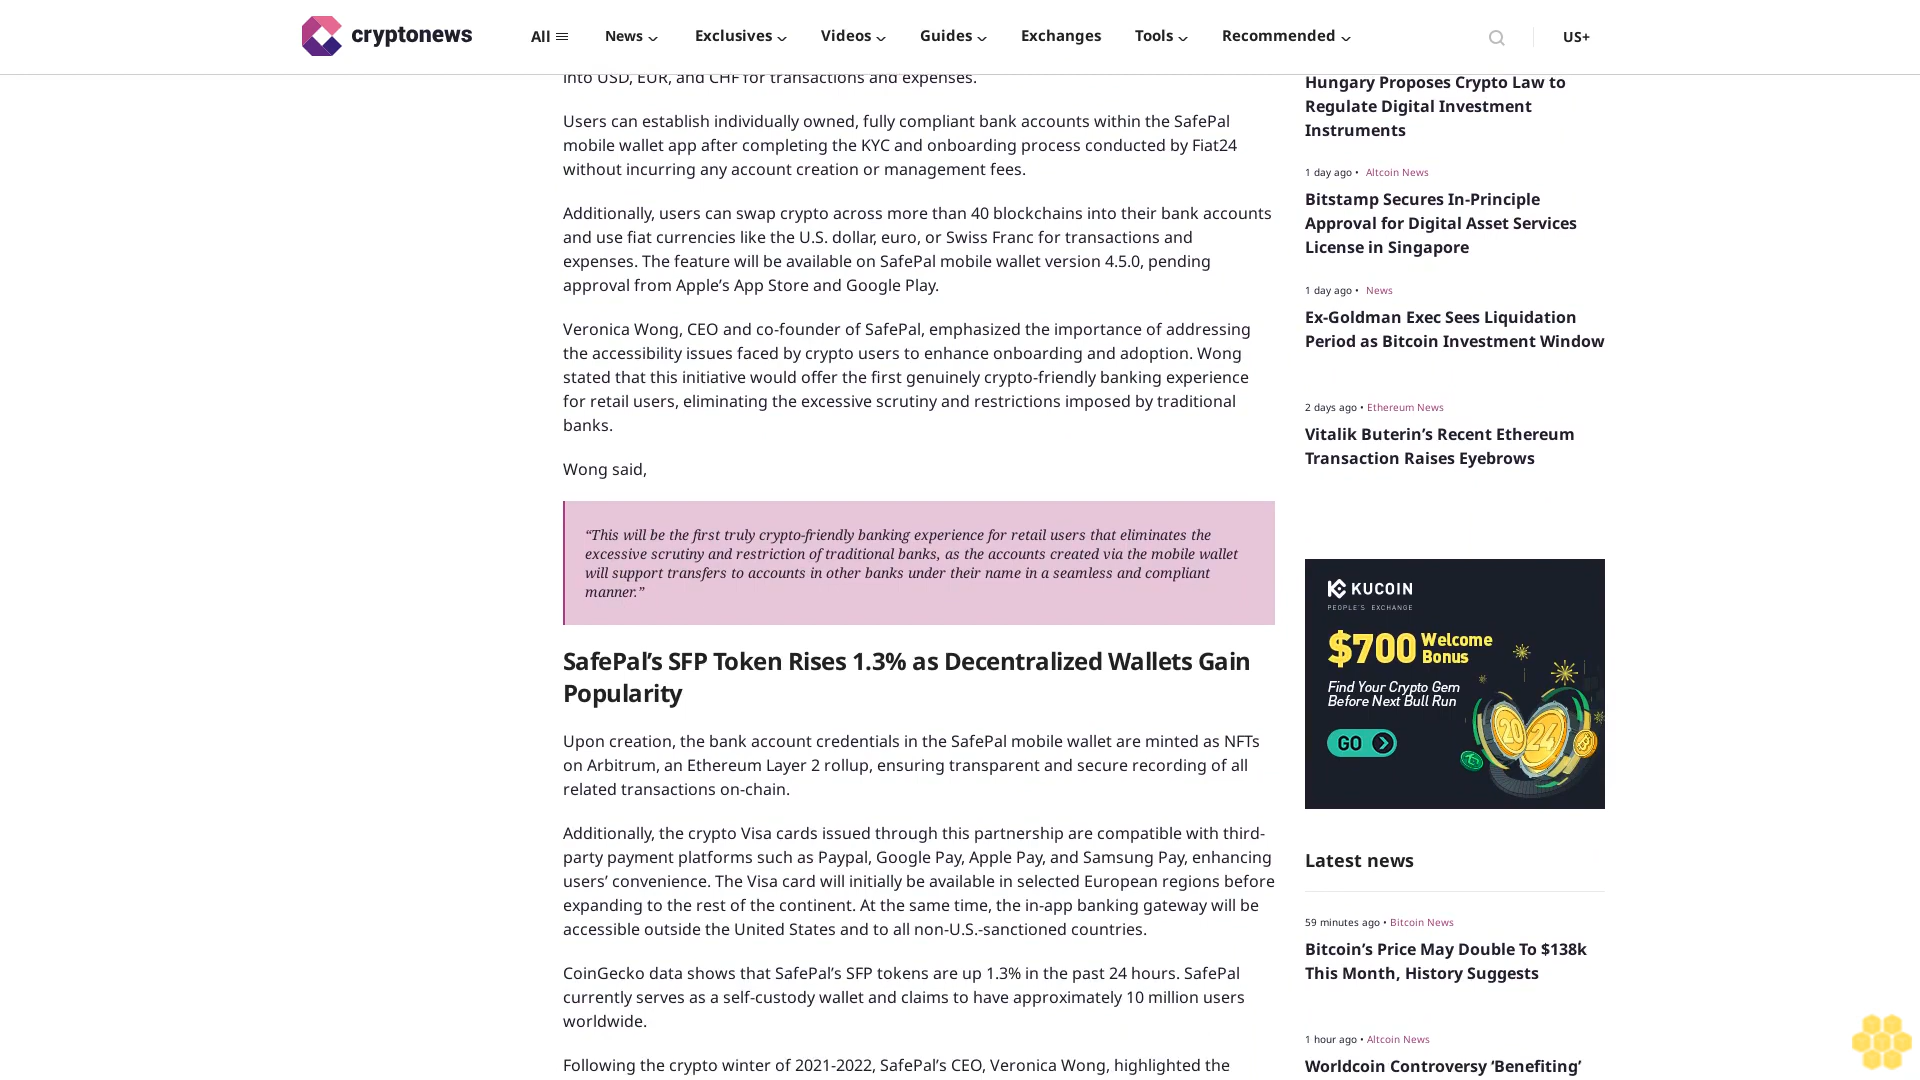 cryptonews
All
News
Exclusives
Videos
Guides
Exchanges
Tools
Recommended
US+
into USD, EUR, and CHF for transactions and expenses.
Users can establish individually owned, fully compliant bank accounts within the SafePal
mobile wallet app after completing the KYC and onboarding process conducted by Fiat24
without incurring any account creation or management fees.
Additionally, users can swap crypto across more than 40 blockchains into their bank accounts
and use fiat currencies like the U.S. dollar, euro, or Swiss Franc for transactions and
expenses. The feature will be available on SafePal mobile wallet version 4.5.0, pending
approval from Apple’s App Store and Google Play.
Veronica Wong, CEO and co-founder of SafePal, emphasized the importance of addressing
the accessibility issues faced by crypto users to enhance onboarding and adoption. Wong
stated that this initiative would offer the first genuinely crypto-friendly banking experience
for retail users, eliminating the excessive scrutiny and restrictions imposed by traditional
banks.
Wong said,
“This will be the first truly crypto-friendly banking experience for retail users that eliminates the
excessive scrutiny and restriction of traditional banks, as the accounts created via the mobile wallet
will support transfers to accounts in other banks under their name in a seamless and compliant
manner.”
SafePal’s SFP Token Rises 1.3% as Decentralized Wallets Gain
Popularity
Upon creation, the bank account credentials in the SafePal mobile wallet are minted as NFTs
on Arbitrum, an Ethereum Layer 2 rollup, ensuring transparent and secure recording of all
related transactions on-chain.
Additionally, the crypto Visa cards issued through this partnership are compatible with third-
party payment platforms such as Paypal, Google Pay, Apple Pay, and Samsung Pay, enhancing
users’ convenience. The Visa card will initially be available in selected European regions before
expanding to the rest of the continent. At the same time, the in-app banking gateway will be
accessible outside the United States and to all non-U.S.-sanctioned countries.
CoinGecko data shows that SafePal’s SFP tokens are up 1.3% in the past 24 hours. SafePal
currently serves as a self-custody wallet and claims to have approximately 10 million users
worldwide.
Following the crypto winter of 2021-2022, SafePal’s CEO, Veronica Wong, highlighted the
Hungary Proposes Crypto Law to
Regulate Digital Investment
Instruments
1 day ago • Altcoin News
Bitstamp Secures In-Principle
Approval for Digital Asset Services
License in Singapore
1 day ago • News
Ex-Goldman Exec Sees Liquidation
Period as Bitcoin Investment Window
2 days ago • Ethereum News
Vitalik Buterin’s Recent Ethereum
Transaction Raises Eyebrows
KUCOIN
PEOPLE'S EXCHANGE
$700 Welcome
Bonus
Find Your Crypto Gem
Before Next Bull Run
GO
20
24
Latest news
59 minutes ago • Bitcoin News
Bitcoin’s Price May Double To $138k
This Month, History Suggests
1 hour ago • Altcoin News
Worldcoin Controversy ‘Benefiting’